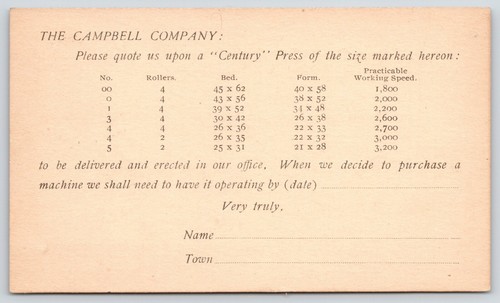 THE CAMPBELL COMPANY:
Please quote us upon a "Century" Press of the size marked hereon:
No. Rollers. Bed. Form. Practicable Working Speed.
00 4 45 x 62 40 x 58 1,800
0 4 43 x 56 38 x 52 2,000
1 4 39 x 52 34 x 48 2,200
3 4 30 x 42 26 x 38 2,600
4 4 26 x 36 22 x 33 2,700
4 2 26 x 35 22 x 32 3,000
5 2 25 x 31 21 x 28 3,200
to be delivered and erected in our office. When we decide to purchase a
machine we shall need to have it operating by (date)
Very truly,
Name
Town